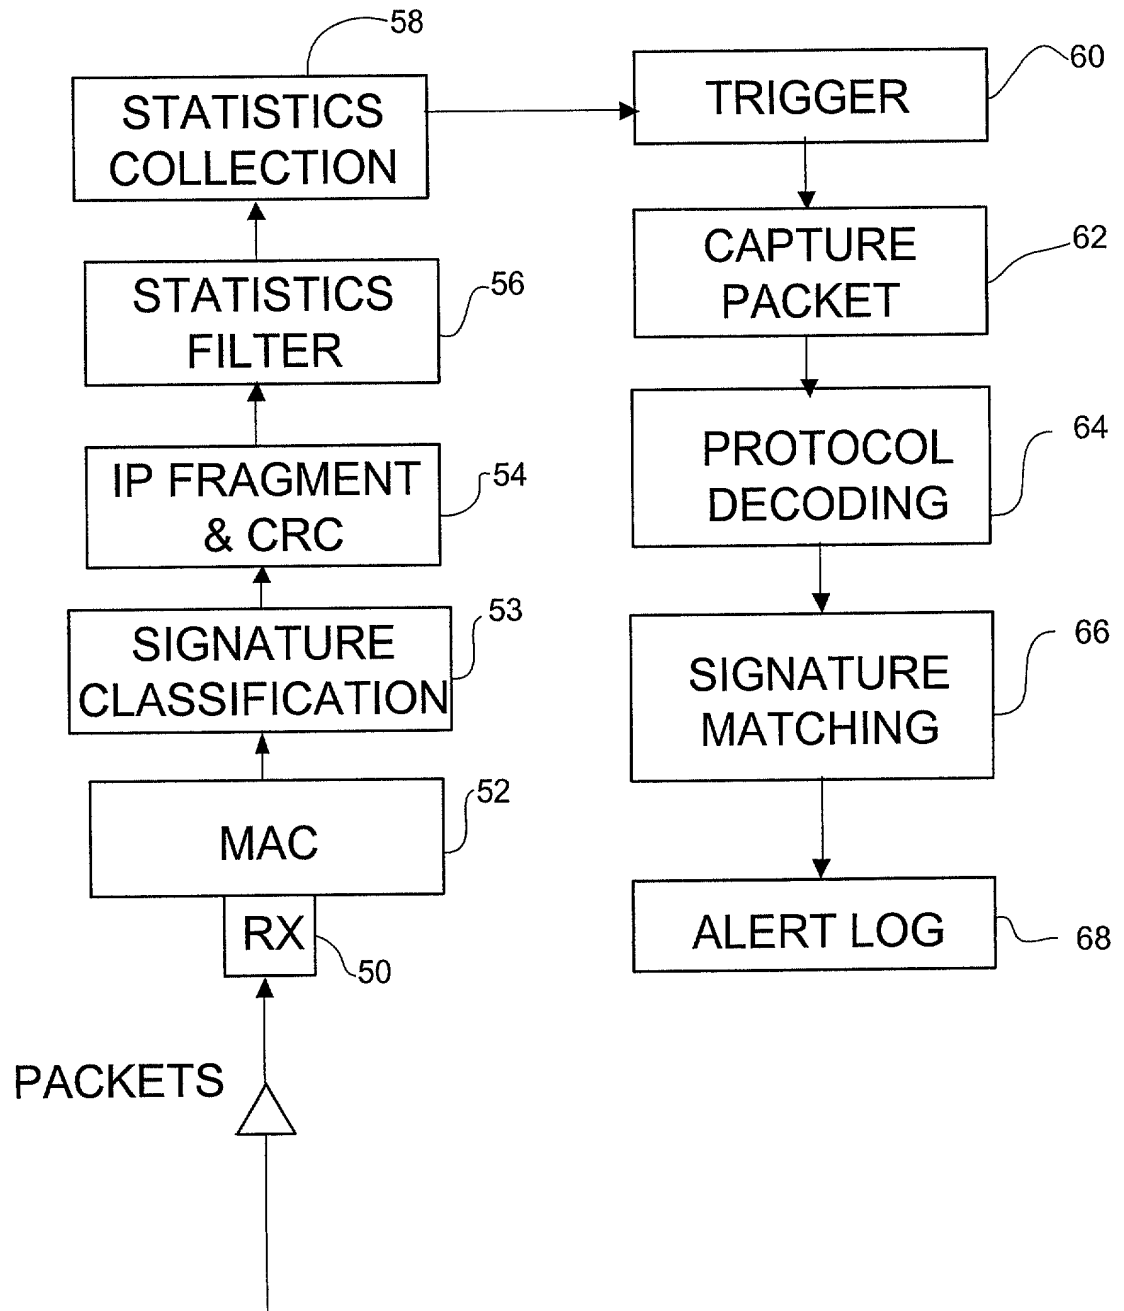 58
STATISTICS
COLLECTION
60
TRIGGER
62
CAPTURE
PACKET
56
STATISTICS
FILTER
64
PROTOCOL
DECODING
54
IP FRAGMENT
& CRC
53
SIGNATURE
CLASSIFICATION
66
SIGNATURE
MATCHING
52
MAC
RX
50
68
ALERT LOG
PACKETS